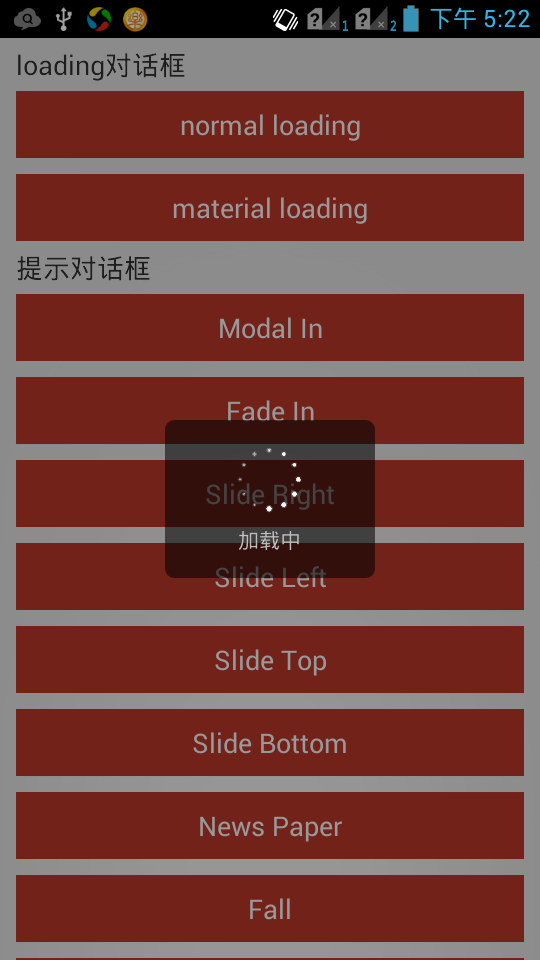 下午 5:22
1
2
loading对话框
normal loading
material loading
提示对话框
Modal In
Fade In
Slide Right
加载中
Slide Left
Slide Top
Slide Bottom
News Paper
Fall